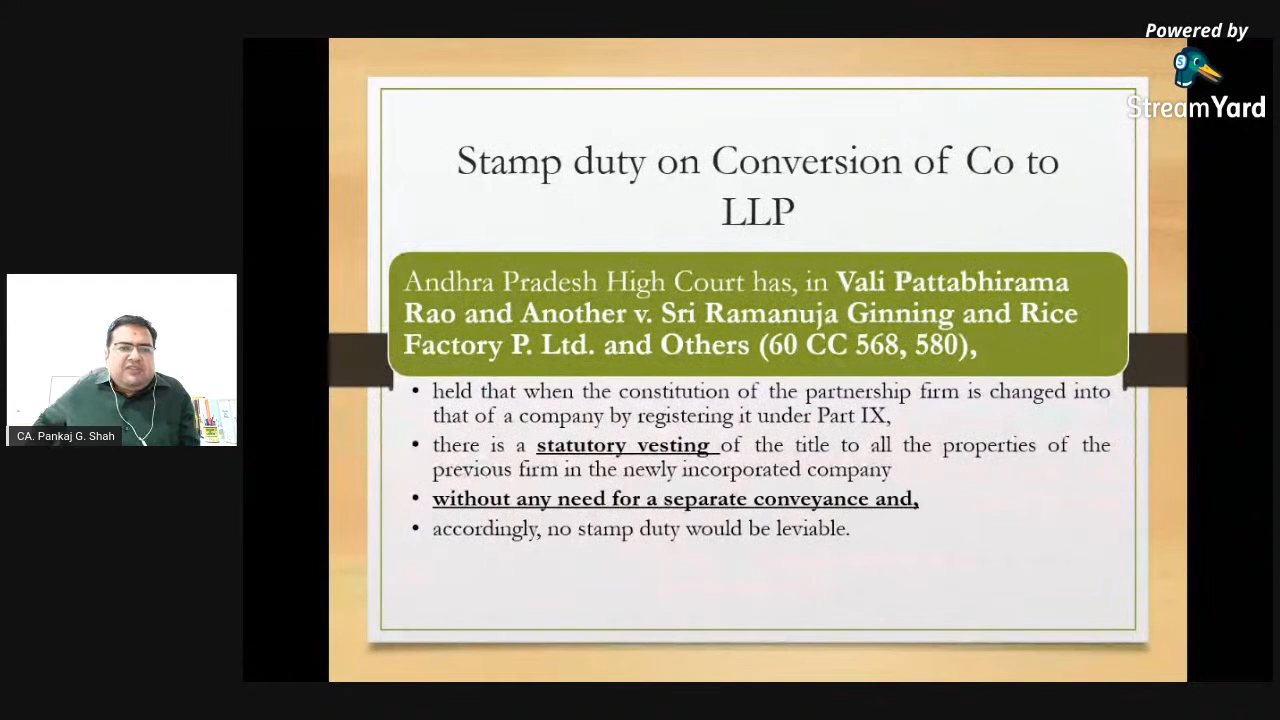 Powered by
StreamYard
Stamp duty on Conversion of Co to
LLP
Andhra Pradesh High Court has, in Vali Pattabhirama
Rao and Another v. Sri Ramanuja Ginning and Rice
Factory P. Ltd. and Others (60 CC 568, 580),
• held that when the constitution of the partnership firm is changed into
that of a company by registering it under Part IX,
• there is a statutory vesting of the title to all the properties of the
previous firm in the newly incorporated company
• without any need for a separate conveyance and,
• accordingly, no stamp duty would be leviable.
CA. Pankaj G. Shah